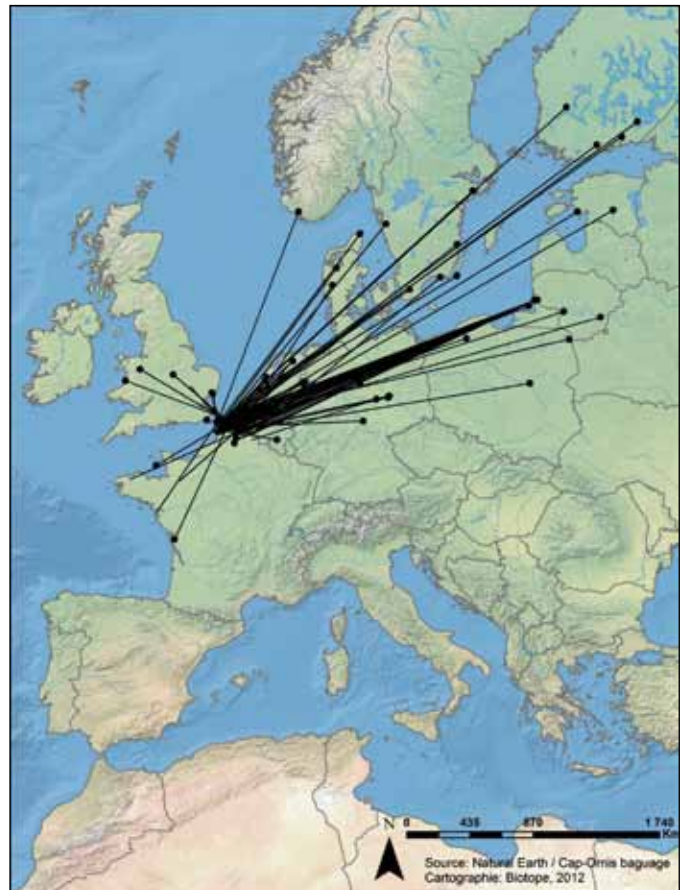 N
0 435 870 1 740
Km
Source: Natural Earth / Cap-Ornis baguage
Cartographie: Biotope, 2012